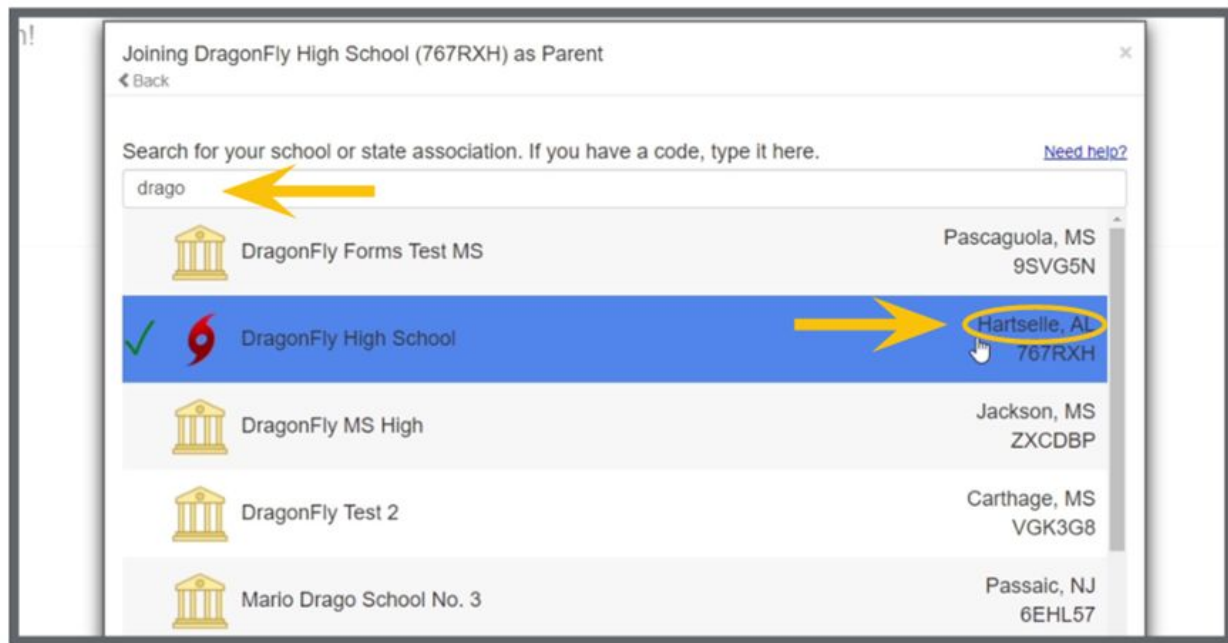 n!
Joining DragonFly High School (767RXH) as Parent
Back
Search for your school or state association. If you have a code, type it here. Need help?
drago
DragonFly Forms Test MS Pascaguola, MS
9SVG5N
DragonFly High School Hartselle, AL
767RXH
DragonFly MS High Jackson, MS
ZXCDBP
DragonFly Test 2 Carthage, MS
VGK3G8
Mario Drago School No. 3 Passaic, NJ
6EHL57